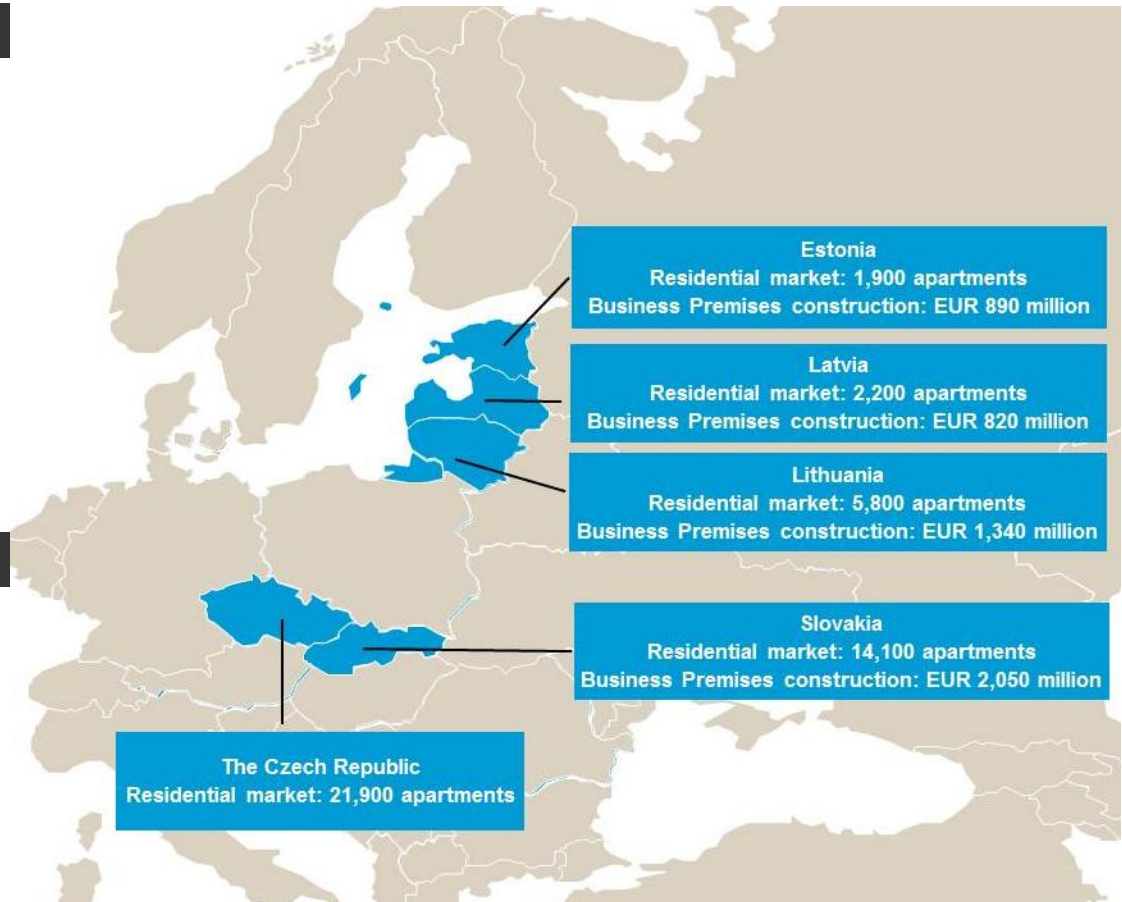 Estonia
Residential market: 1,900 apartments
Business Premises construction: EUR 890 million
Latvia
Residential market: 2,200 apartments
Business Premises construction: EUR 820 million
Lithuania
Residential market: 5,800 apartments
Business Premises construction: EUR 1,340 million
Slovakia
Residential market: 14,100 apartments
Business Premises construction: EUR 2,050 million
The Czech Republic
Residential market: 21,900 apartments